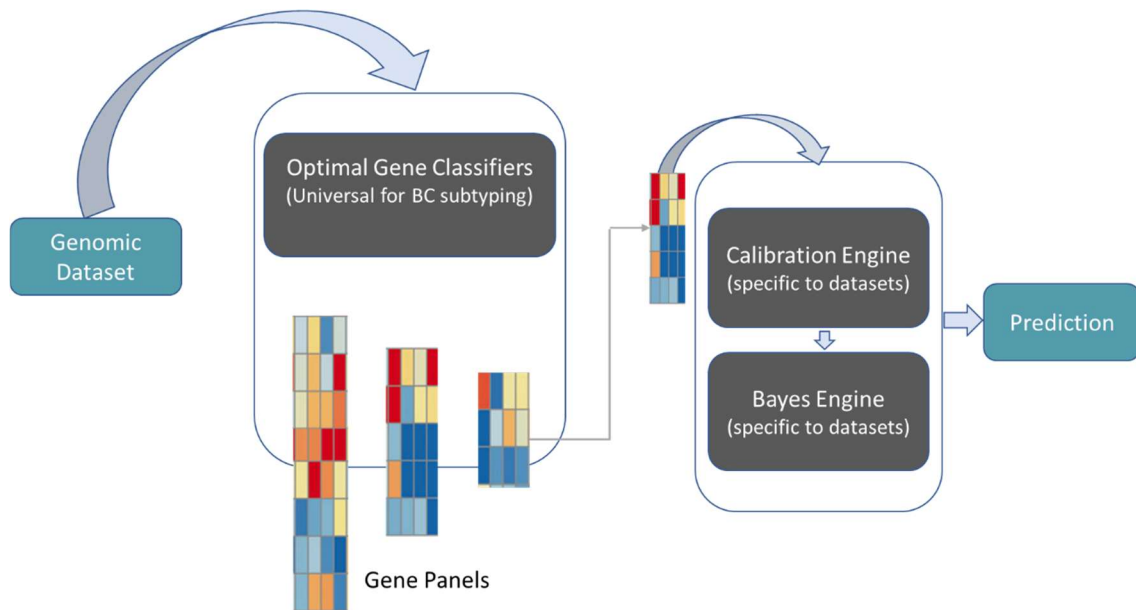 Genomic
Dataset
Optimal Gene Classifiers
(Universal for BC subtyping)
Gene Panels
Calibration Engine
(specific to datasets)
Bayes Engine
(specific to datasets)
Prediction